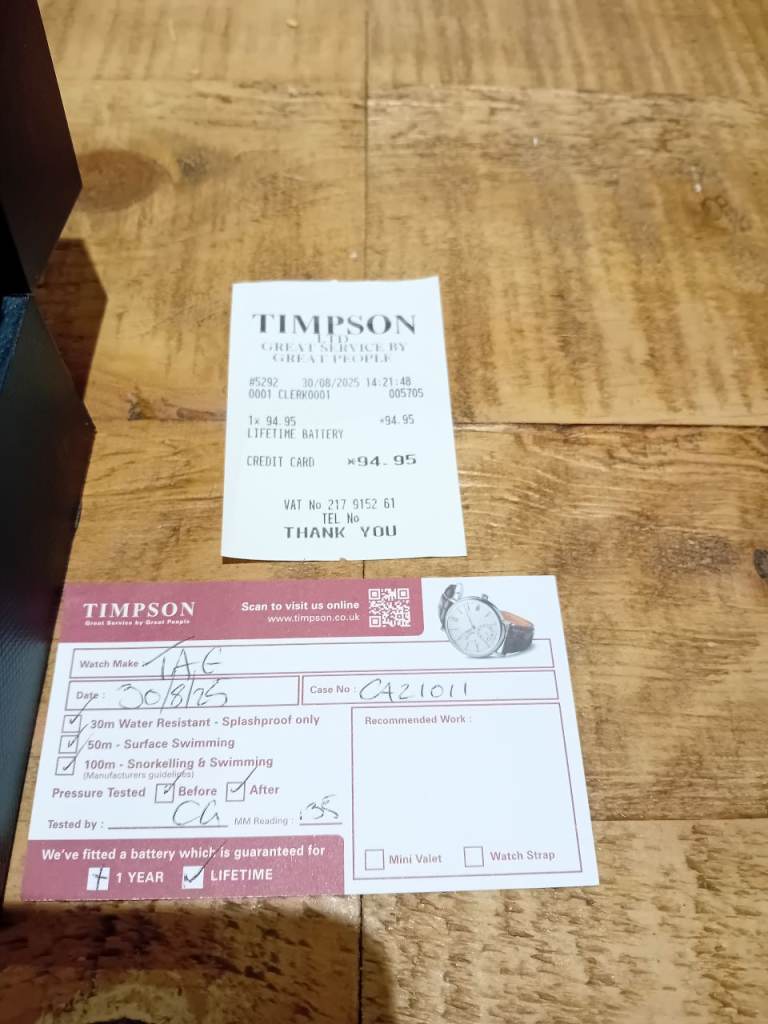 TIMPSON
LTD
GREAT SERVICE BY
GREAT PEOPLE
#5292 30/08/2025 14:21:48
0001 CLERK0001 005705
1x 94.95 *94.95
LIFETIME BATTERY
CREDIT CARD *94.95
VAT No 217 9152 61
TEL No
THANK YOU
TIMPSON
Great Service by Great People
Scan to visit us online
www.timpson.co.uk
Watch Make : TAG
Date : 30/8/25
Case No : CA21011
30m Water Resistant - Splashproof only
50m - Surface Swimming
100m - Snorkelling & Swimming
(Manufacturers guidelines)
Pressure Tested Before After
Tested by : CG MM Reading : .35
Recommended Work :
Mini Valet Watch Strap
We've fitted a battery which is guaranteed for
1 YEAR LIFETIME